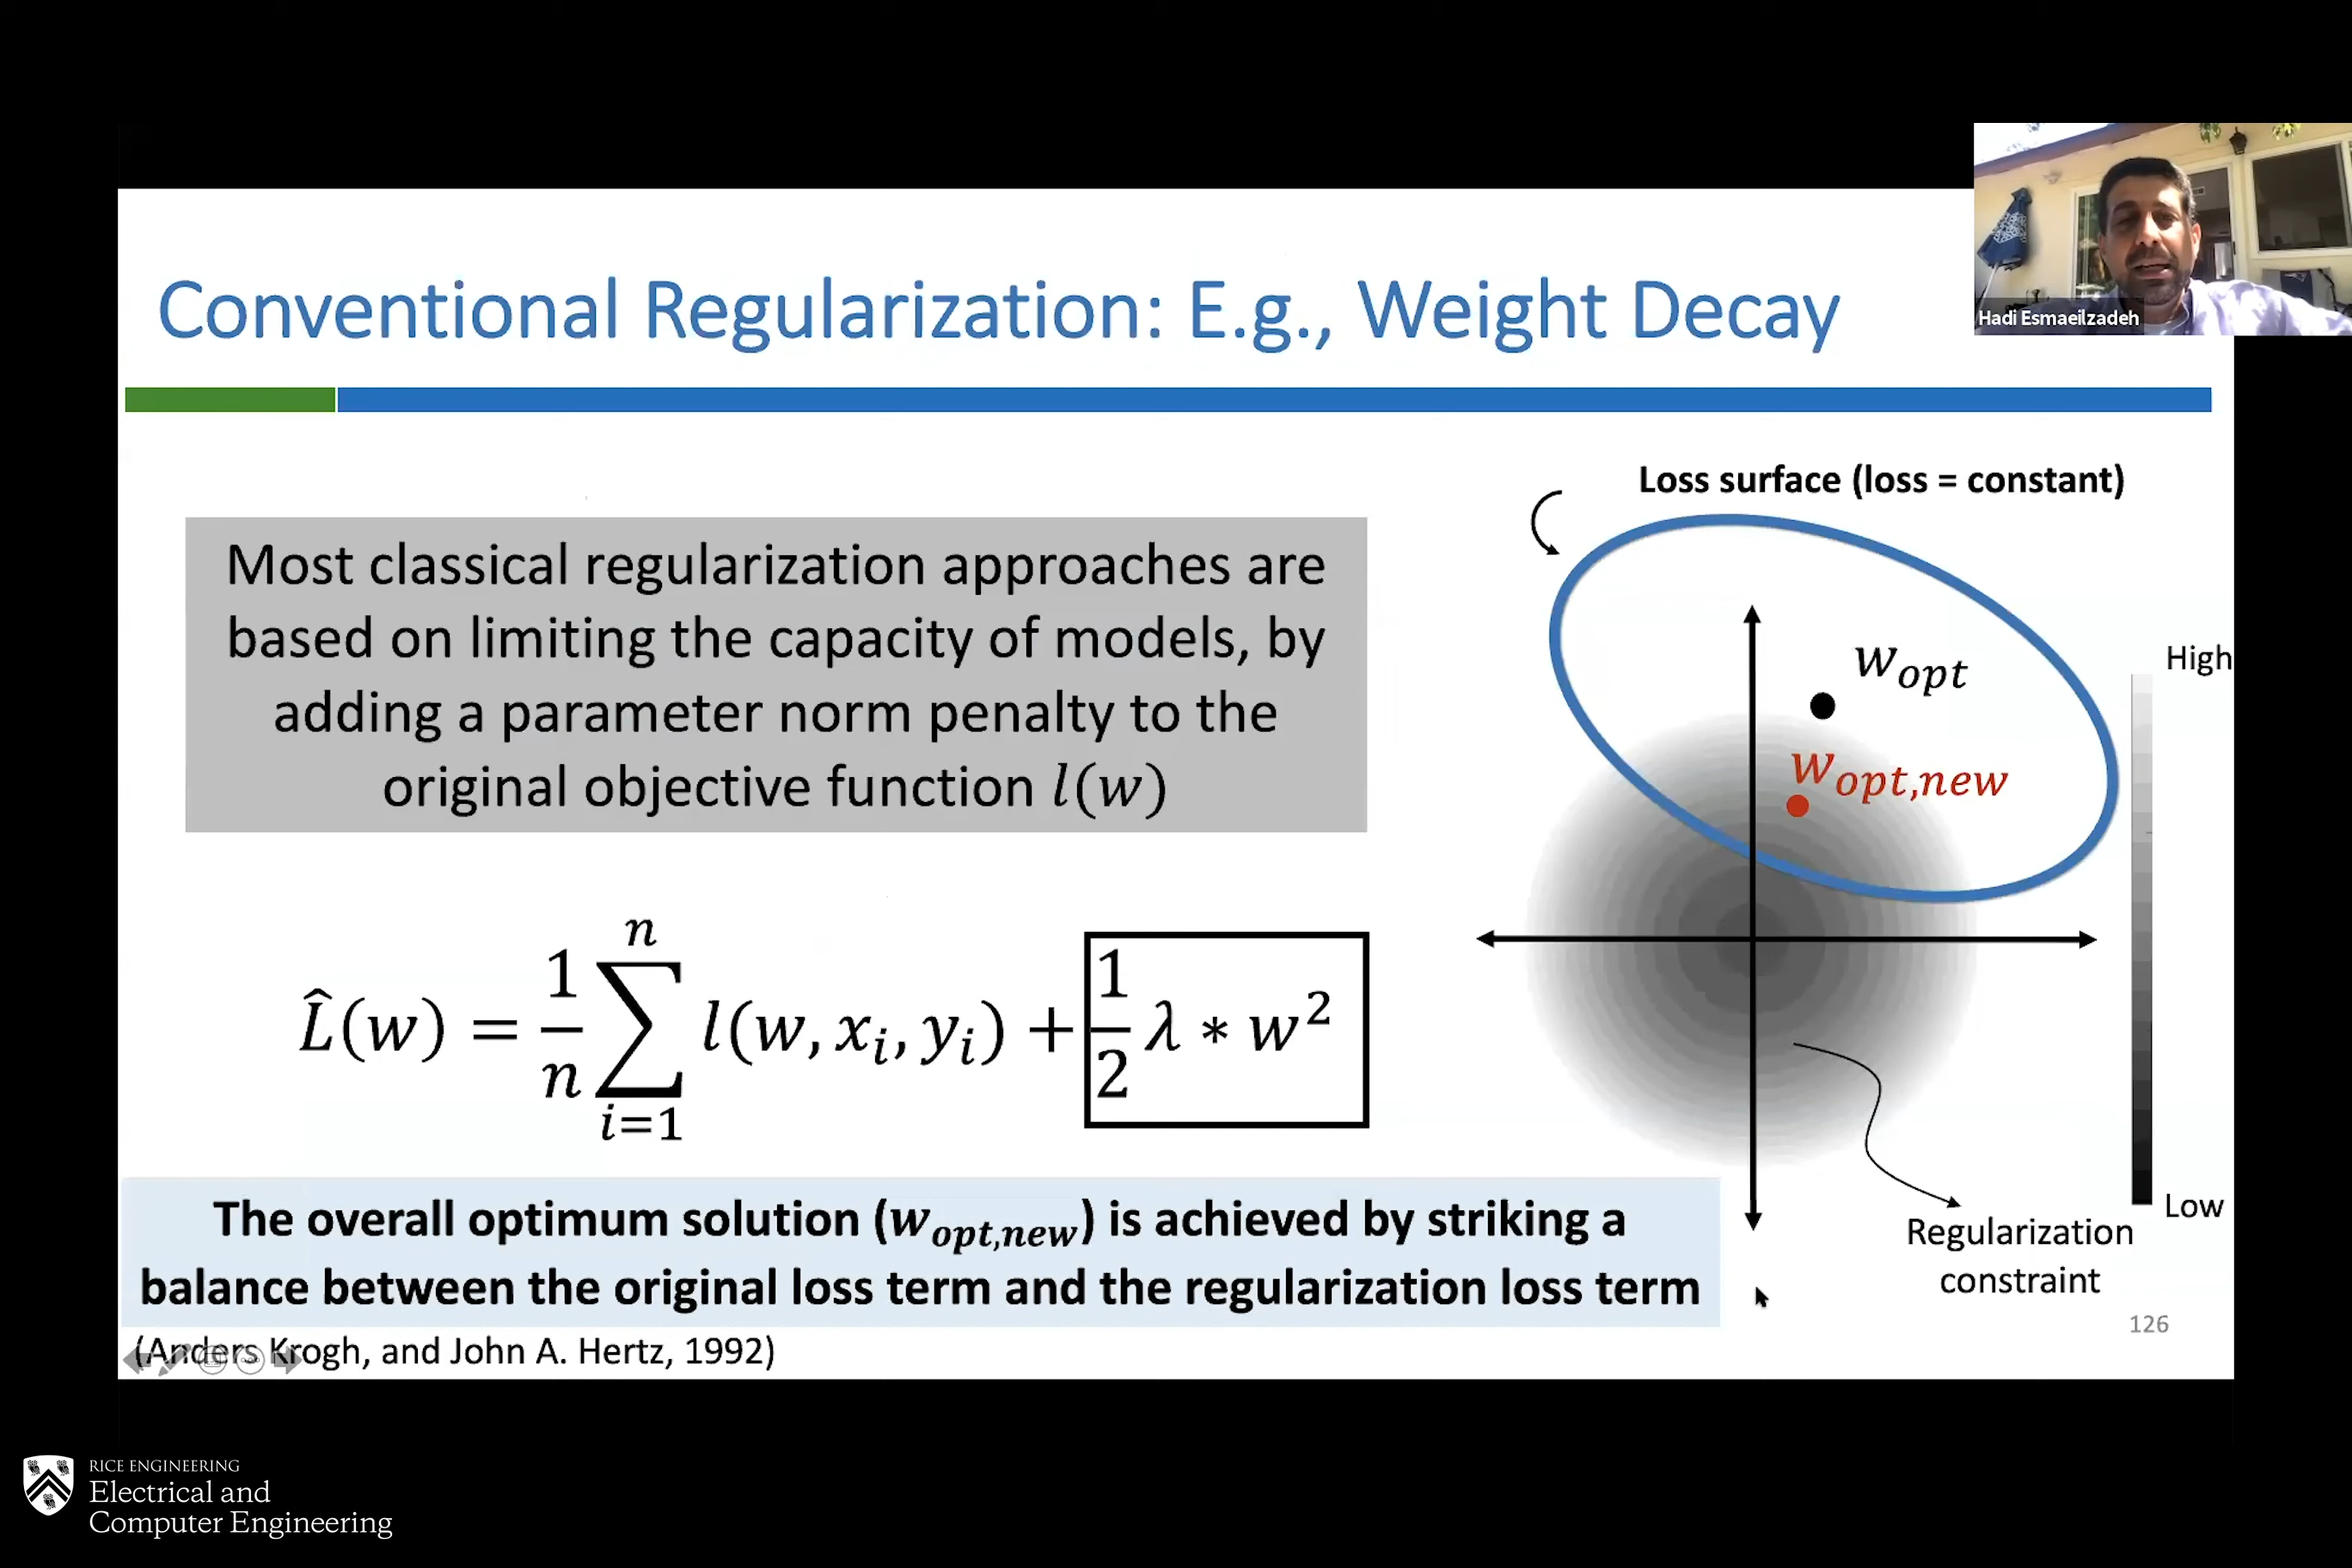 Conventional Regularization: E.g., Weight Decay
Hadi Esmaeilzadeh
Most classical regularization approaches are
based on limiting the capacity of models, by
adding a parameter norm penalty to the
original objective function l(w)
L̂(w) = 1/n ∑ᵢ₌₁ⁿ l(w, xᵢ, yᵢ) + 1/2 λ * w²
Loss surface (loss = constant)
w_opt
w_opt,new
High
Low
Regularization
constraint
The overall optimum solution (w_opt,new) is achieved by striking a
balance between the original loss term and the regularization loss term
(Anders Krogh, and John A. Hertz, 1992)
126
RICE ENGINEERING
Electrical and
Computer Engineering